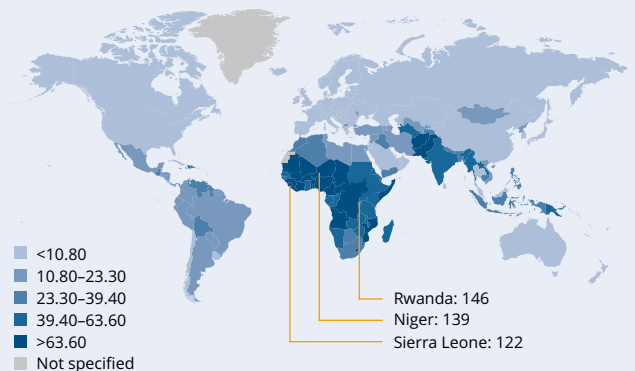 <10.80
10.80–23.30
23.30–39.40
39.40–63.60
>63.60
Not specified
Rwanda: 146
Niger: 139
Sierra Leone: 122